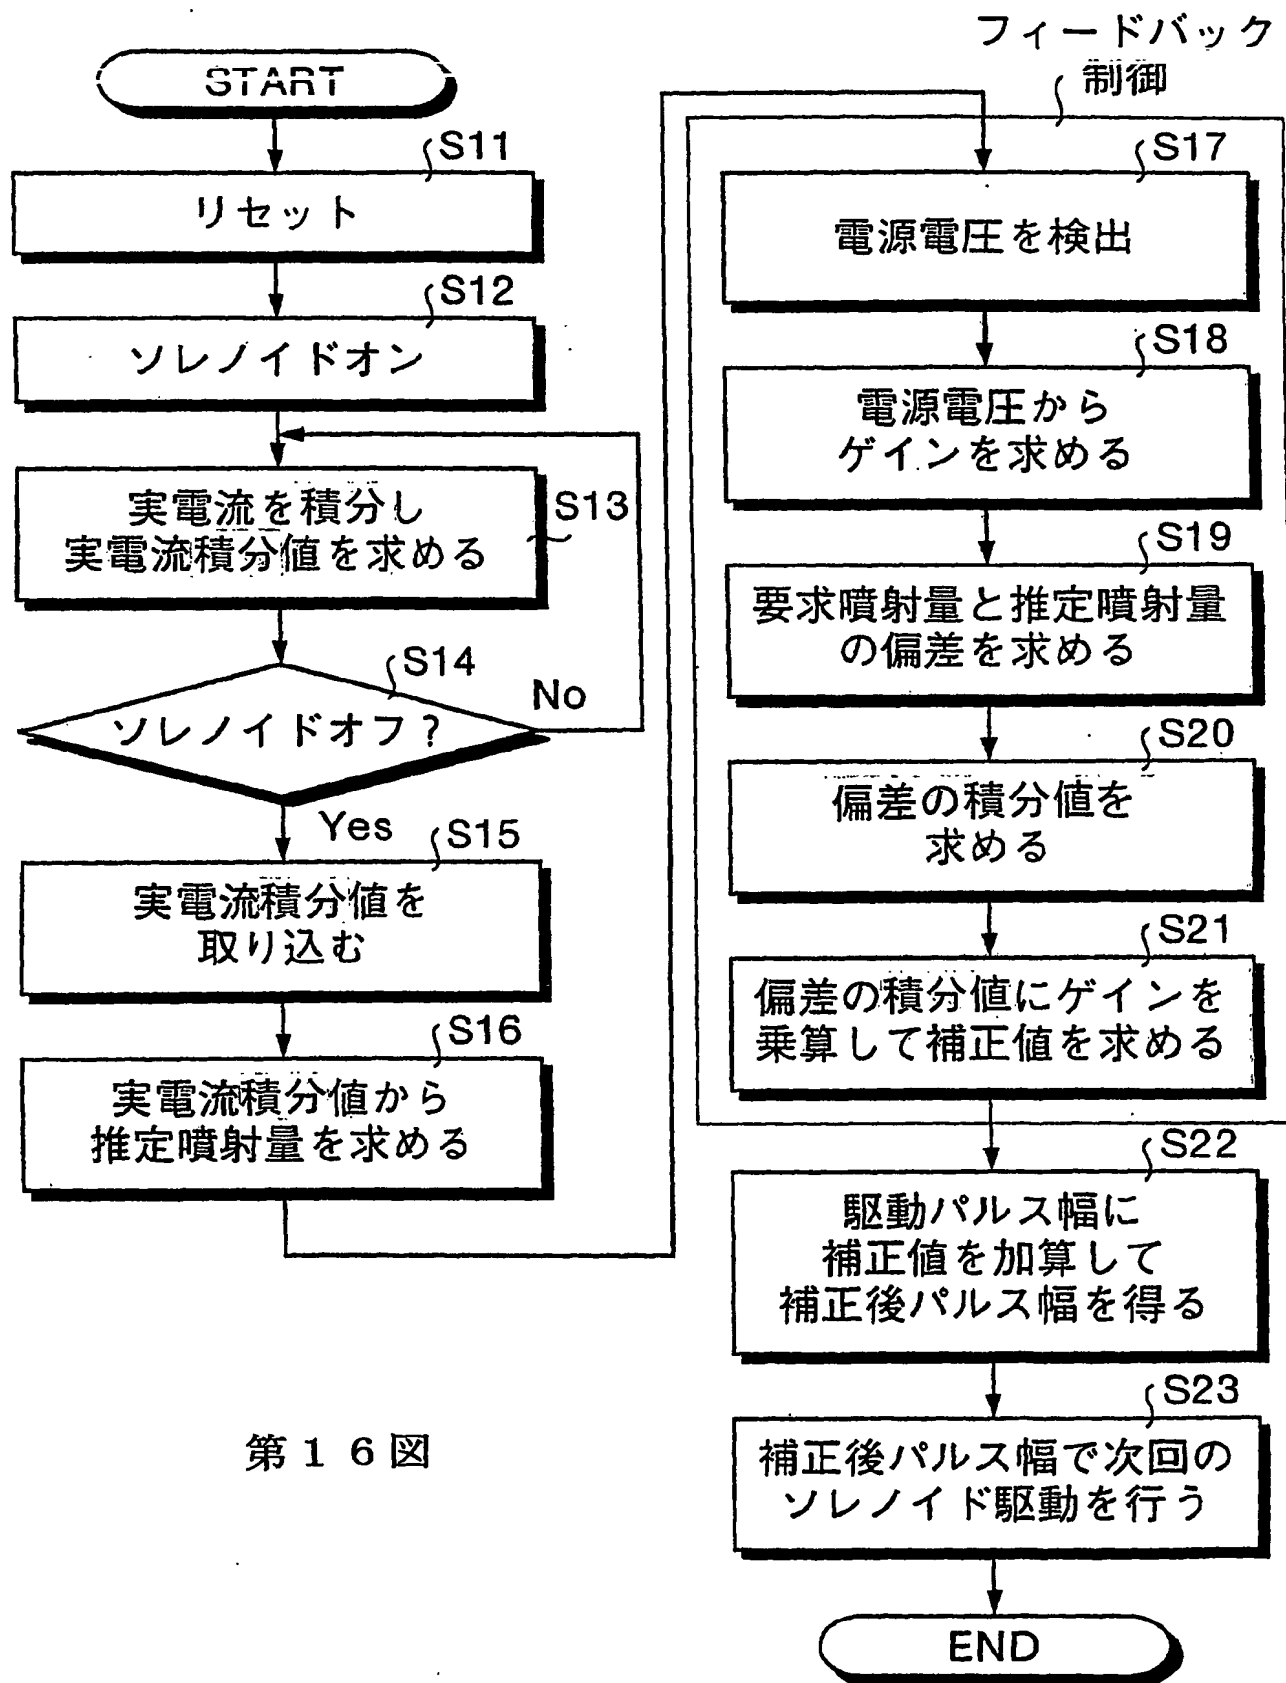 START
S11
リセット
S12
ソレノイドオン
S13
実電流を積分し
実電流積分値を求める
S14
ソレノイドオフ？
No
Yes
S15
実電流積分値を
取り込む
S16
実電流積分値から
推定噴射量を求める
フィードバック
制御
S17
電源電圧を検出
S18
電源電圧から
ゲインを求める
S19
要求噴射量と推定噴射量
の偏差を求める
S20
偏差の積分値を
求める
S21
偏差の積分値にゲインを
乗算して補正値を求める
S22
駆動パルス幅に
補正値を加算して
補正後パルス幅を得る
S23
補正後パルス幅で次回の
ソレノイド駆動を行う
END
第１６図